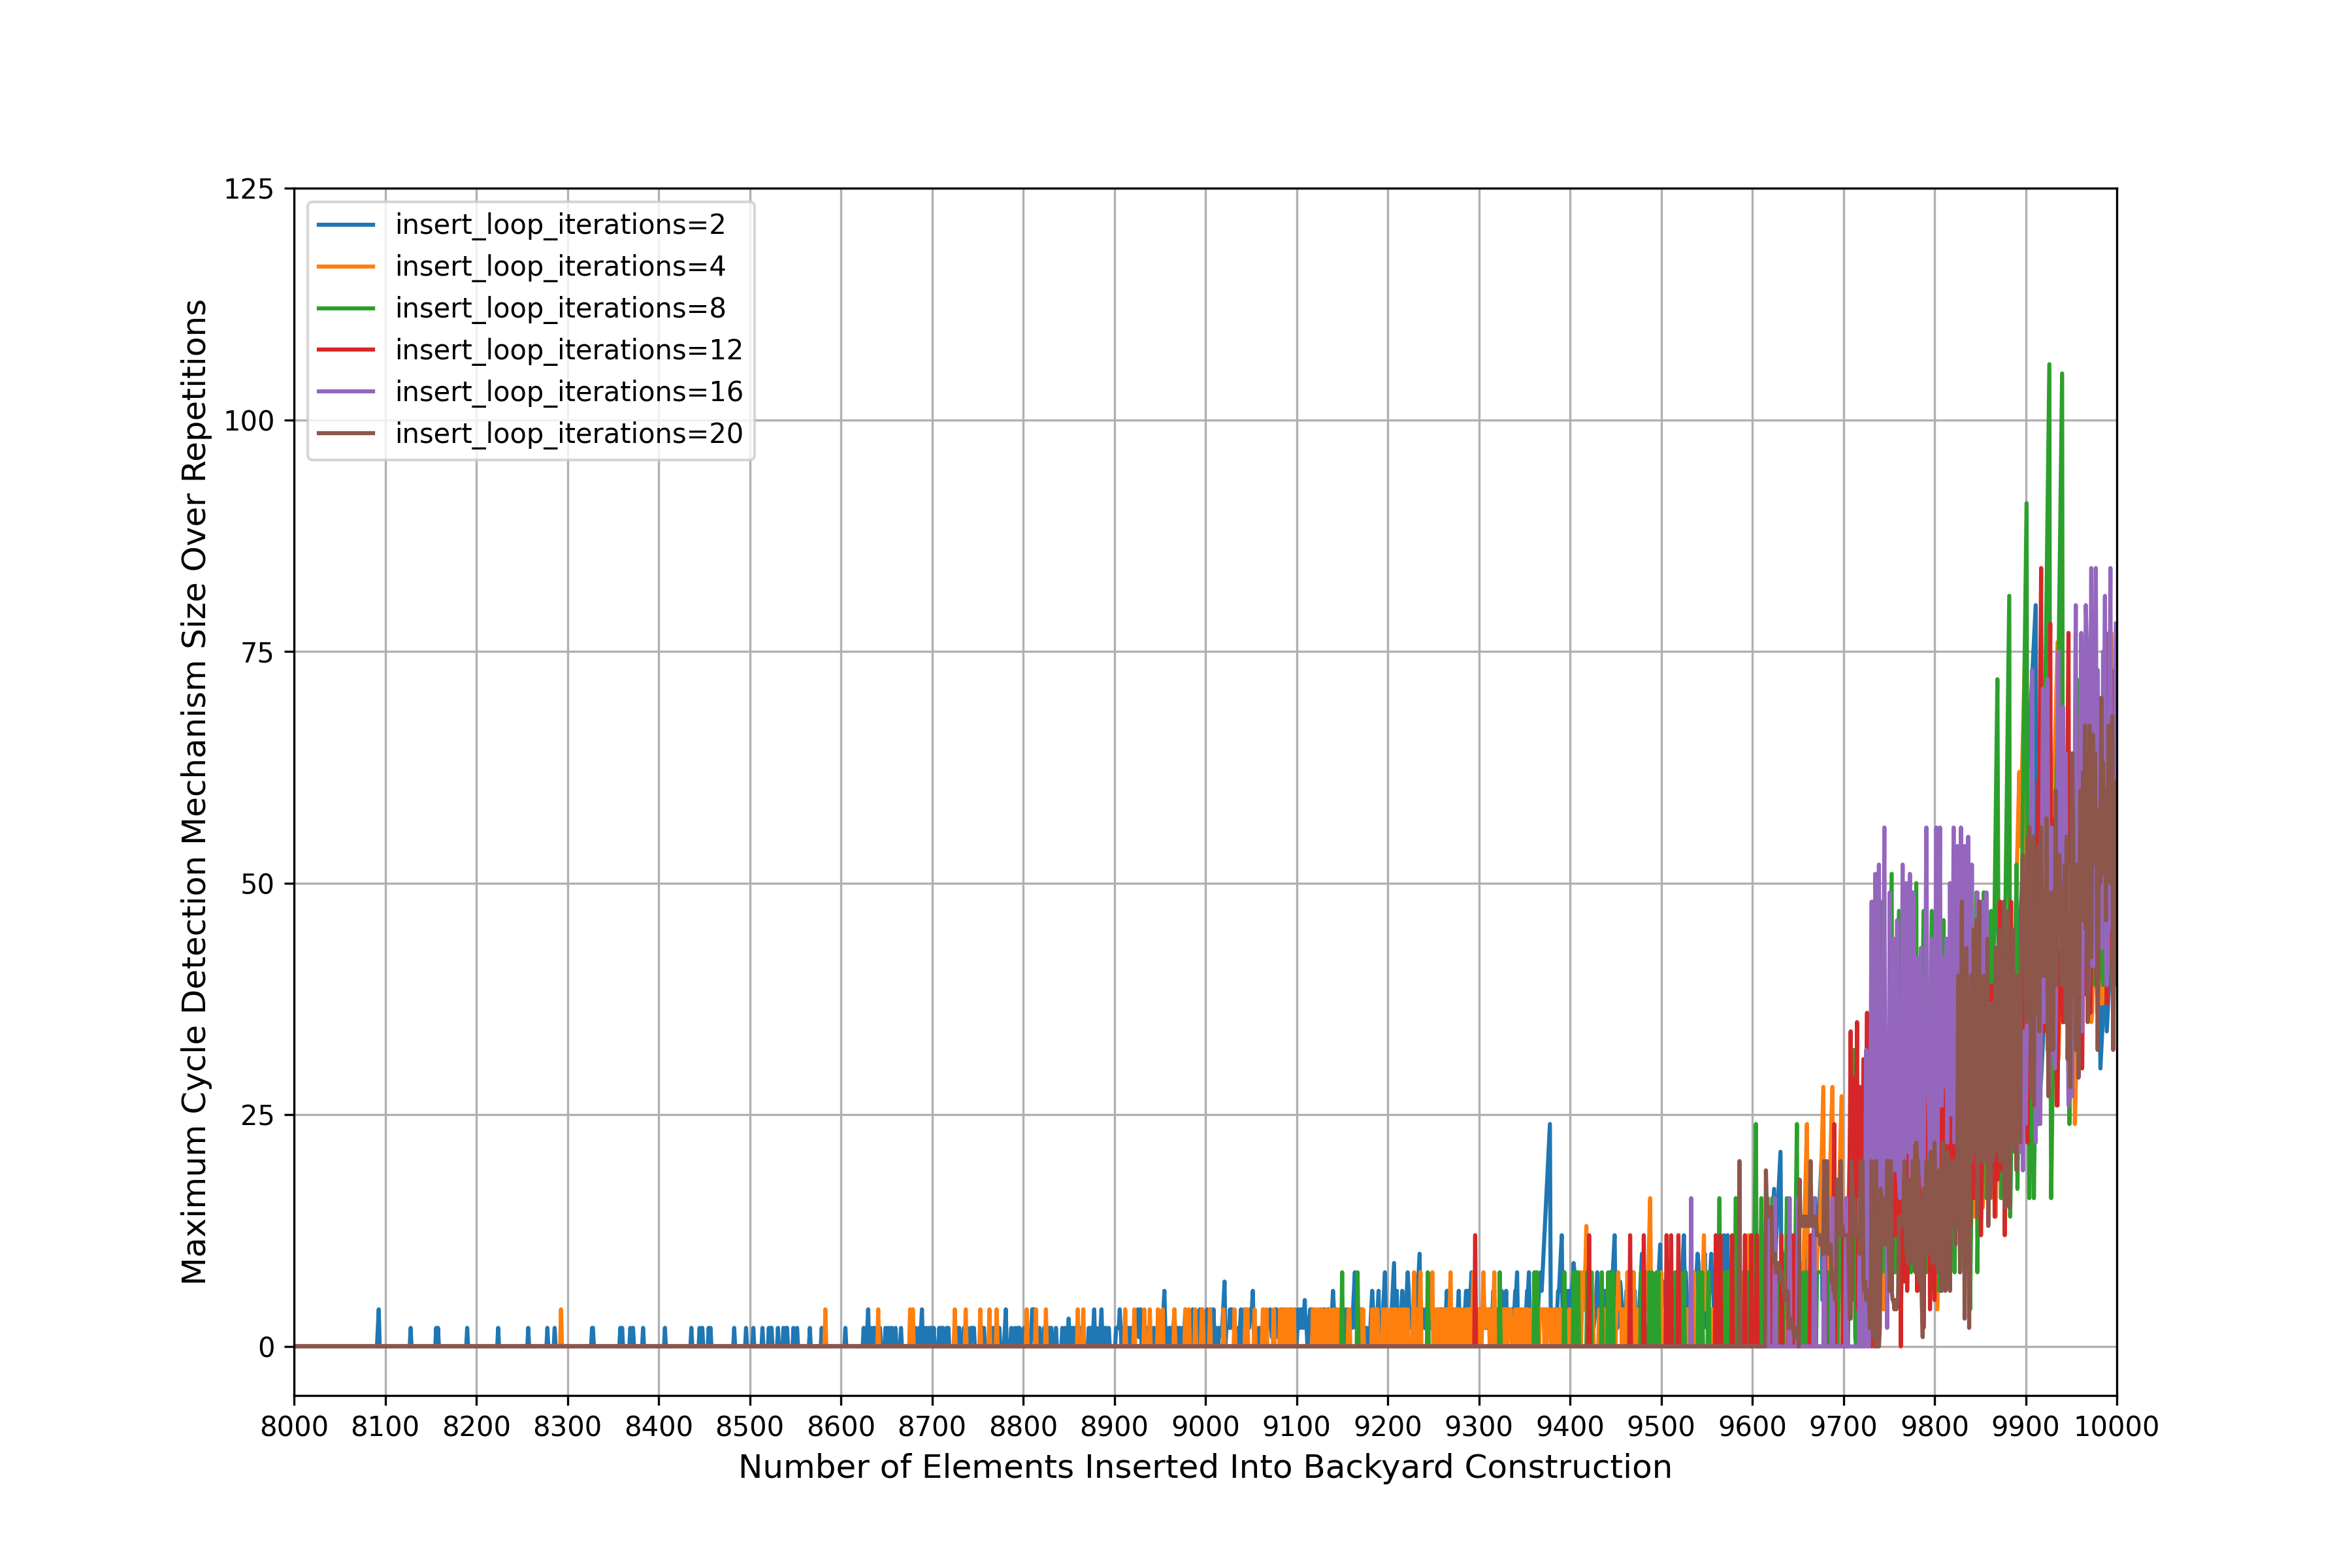 125
100
75
50
25
0
Maximum Cycle Detection Mechanism Size Over Repetitions
insert_loop_iterations=2
insert_loop_iterations=4
insert_loop_iterations=8
insert_loop_iterations=12
insert_loop_iterations=16
insert_loop_iterations=20
8000 8100 8200 8300 8400 8500 8600 8700 8800 8900 9000 9100 9200 9300 9400 9500 9600 9700 9800 9900 10000
Number of Elements Inserted Into Backyard Construction